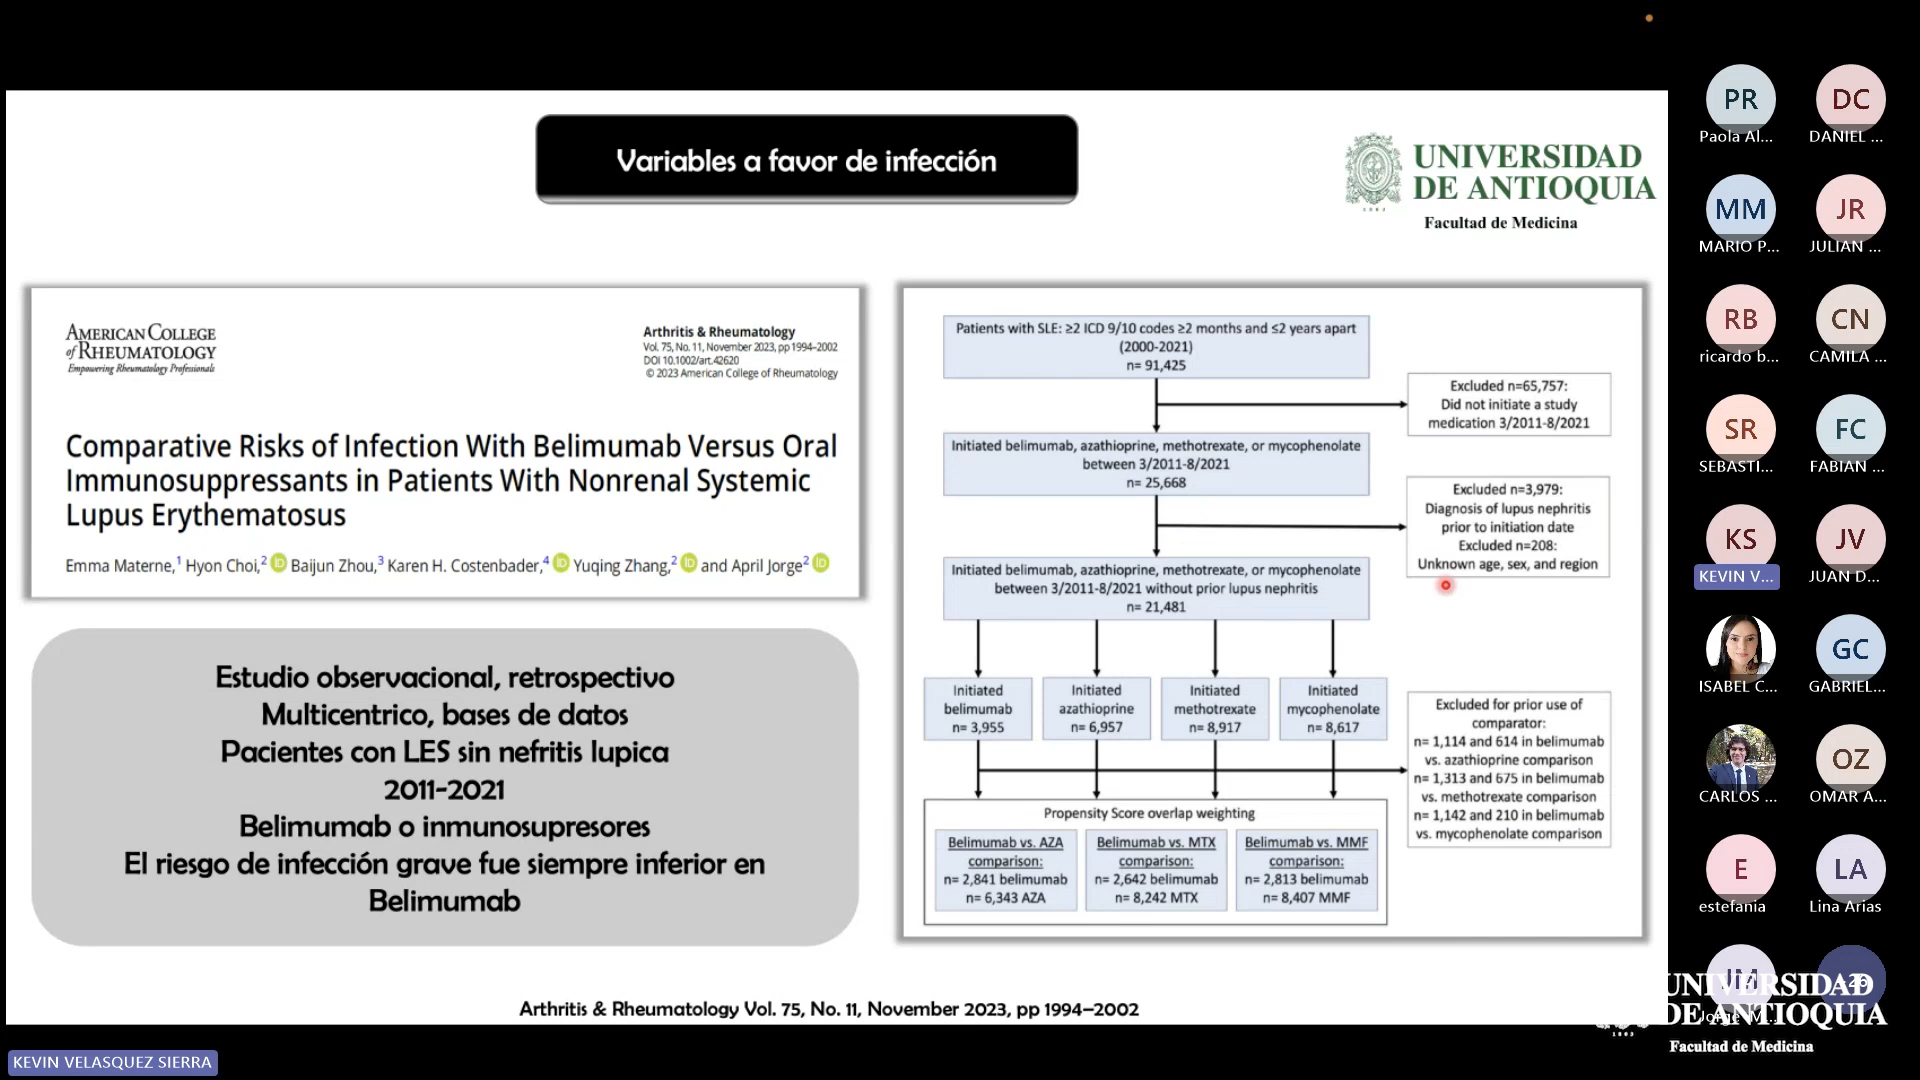 Variables a favor de infección
UNIVERSIDAD
DE ANTIOQUIA
1803
Facultad de Medicina
AMERICAN COLLEGE
of RHEUMATOLOGY
Empowering Rheumatology Professionals
Arthritis & Rheumatology
Vol. 75, No. 11, November 2023, pp 1994–2002
DOI 10.1002/art.42620
© 2023 American College of Rheumatology
Comparative Risks of Infection With Belimumab Versus Oral
Immunosuppressants in Patients With Nonrenal Systemic
Lupus Erythematosus
Emma Materne,1 Hyon Choi,2 iD Baijun Zhou,3 Karen H. Costenbader,4 iD Yuqing Zhang,2 iD and April Jorge2 iD
Estudio observacional, retrospectivo
Multicentrico, bases de datos
Pacientes con LES sin nefritis lupica
2011-2021
Belimumab o inmunosupresores
El riesgo de infección grave fue siempre inferior en
Belimumab
Patients with SLE: ≥2 ICD 9/10 codes ≥2 months and ≤2 years apart
(2000-2021)
n= 91,425
Excluded n=65,757:
Did not initiate a study
medication 3/2011-8/2021
Initiated belimumab, azathioprine, methotrexate, or mycophenolate
between 3/2011-8/2021
n= 25,668
Excluded n=3,979:
Diagnosis of lupus nephritis
prior to initiation date
Excluded n=208:
Unknown age, sex, and region
Initiated belimumab, azathioprine, methotrexate, or mycophenolate
between 3/2011-8/2021 without prior lupus nephritis
n= 21,481
Initiated
belimumab
n= 3,955
Initiated
azathioprine
n= 6,957
Initiated
methotrexate
n= 8,917
Initiated
mycophenolate
n= 8,617
Excluded for prior use of
comparator:
n= 1,114 and 614 in belimumab
vs. azathioprine comparison
n= 1,313 and 675 in belimumab
vs. methotrexate comparison
n= 1,142 and 210 in belimumab
vs. mycophenolate comparison
Propensity Score overlap weighting
Belimumab vs. AZA
comparison:
n= 2,841 belimumab
n= 6,343 AZA
Belimumab vs. MTX
comparison:
n= 2,642 belimumab
n= 8,242 MTX
Belimumab vs. MMF
comparison:
n= 2,813 belimumab
n= 8,407 MMF
Arthritis & Rheumatology Vol. 75, No. 11, November 2023, pp 1994–2002
KEVIN VELASQUEZ SIERRA
PR
Paola Al...
DC
DANIEL ...
MM
MARIO P...
JR
JULIAN ...
RB
ricardo b...
CN
CAMILA ...
SR
SEBASTI...
FC
FABIAN ...
KS
KEVIN V...
JV
JUAN D...
ISABEL C...
GC
GABRIEL...
CARLOS ...
OZ
OMAR A...
E
estefania
LA
Lina Arias
JM
UNIVERSIDAD
DE ANTIOQUIA
1803
Facultad de Medicina